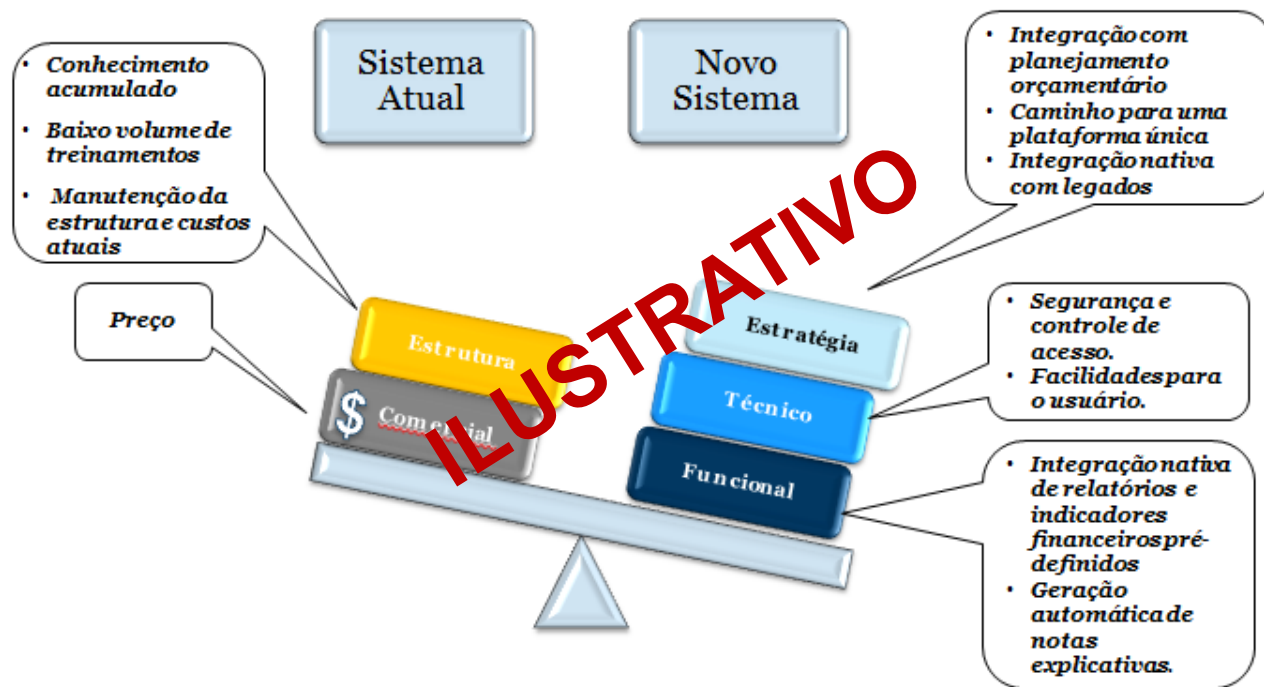 Sistema
Atual
Novo
Sistema
• Conhecimento
acumulado
• Baixo volume de
treinamentos
• Manutenção da
estrutura e custos
atuais
Preço
Estrutura
$ Comercial
ILUSTRATIVO
Estratégia
Técnico
Funcional
• Integração com
planejamento
orçamentário
• Caminho para uma
plataforma única
• Integração nativa
com legados
• Segurança e
controle de
acesso.
• Facilidades para
o usuário.
• Integração nativa
de relatórios e
indicadores
financeiros pré-
definidos
• Geração
automática de
notas
explicativas.